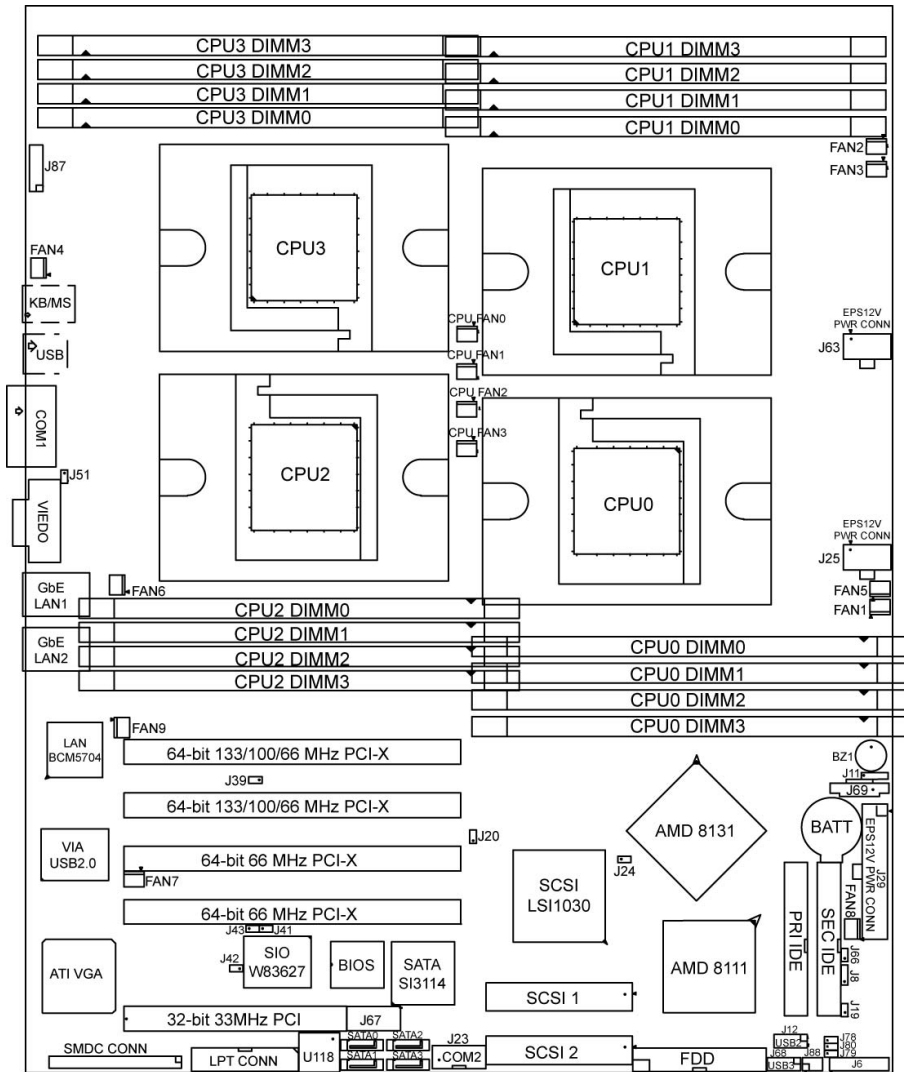 CPU3 DIMM3
CPU1 DIMM3
CPU3 DIMM2
CPU1 DIMM2
CPU3 DIMM1
CPU1 DIMM1
CPU3 DIMM0
CPU1 DIMM0
FAN2
FAN3
J87
CPU3
CPU1
FAN4
KB/MS
USB
CPU FAN0
CPU FAN1
CPU FAN2
CPU FAN3
EPS12V
PWR CONN
J63
COM1
J51
VIEDO
CPU2
CPU0
EPS12V
PWR CONN
J25
FAN5
FAN1
GbE
LAN1
FAN6
GbE
LAN2
CPU2 DIMM0
CPU2 DIMM1
CPU2 DIMM2
CPU2 DIMM3
CPU0 DIMM0
CPU0 DIMM1
CPU0 DIMM2
CPU0 DIMM3
FAN9
LAN
BCM5704
64-bit 133/100/66 MHz PCI-X
J39
64-bit 133/100/66 MHz PCI-X
BZ1
J11
J69
AMD 8131
BATT
J20
VIA
USB2.0
64-bit 66 MHz PCI-X
FAN7
J24
SCSI
LSI1030
EPS12V PWR CONN
J29
FAN8
PRI IDE
SEC IDE
64-bit 66 MHz PCI-X
J43
J41
J42
SIO
W83627
BIOS
SATA
SI3114
ATI VGA
AMD 8111
J66
J8
J19
SCSI 1
32-bit 33MHz PCI
J67
SATA0
SATA2
SATA1
SATA3
J23
COM2
SCSI 2
FDD
SMDC CONN
LPT CONN
U118
J12
USB2
J68
USB3
J88
J78
J80
J79
J6